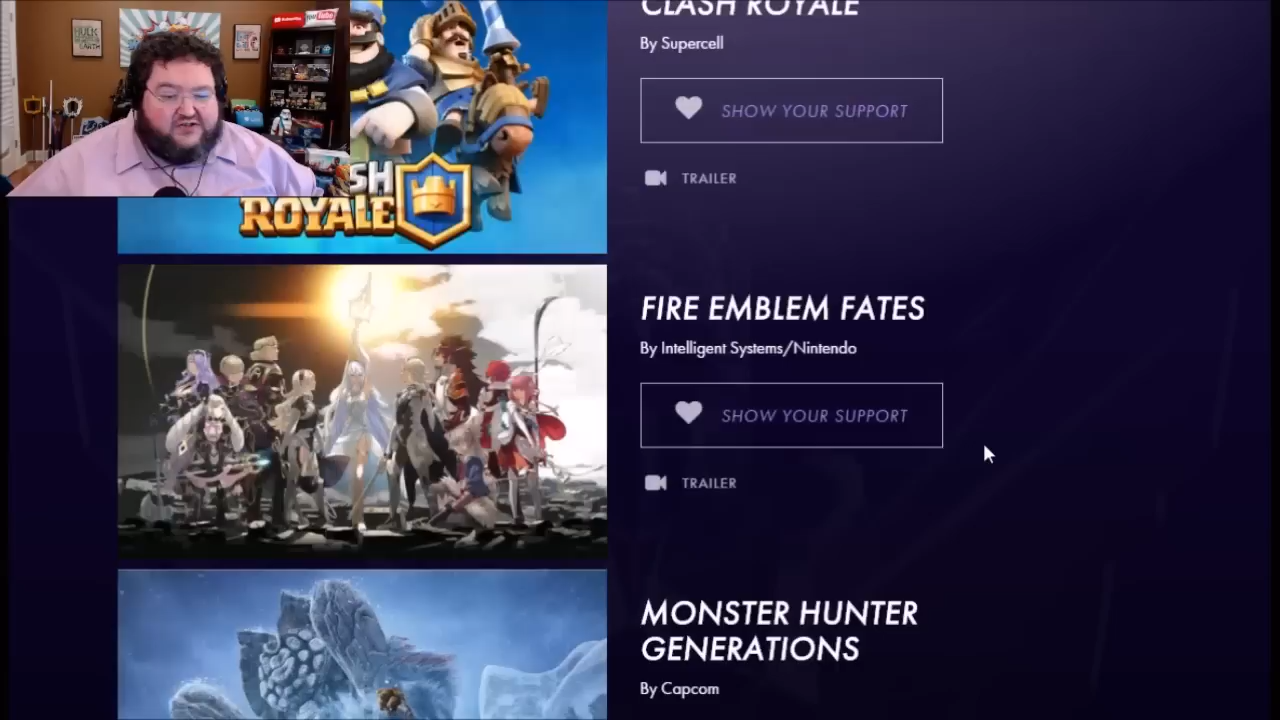 CLASH ROYALE
By Supercell
SHOW YOUR SUPPORT
TRAILER
SH
ROYALE
FIRE EMBLEM FATES
By Intelligent Systems/Nintendo
SHOW YOUR SUPPORT
TRAILER
MONSTER HUNTER
GENERATIONS
By Capcom